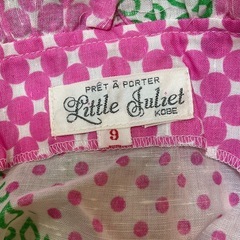 PRÊT À PORTER
Little Juliet
KOBE
9